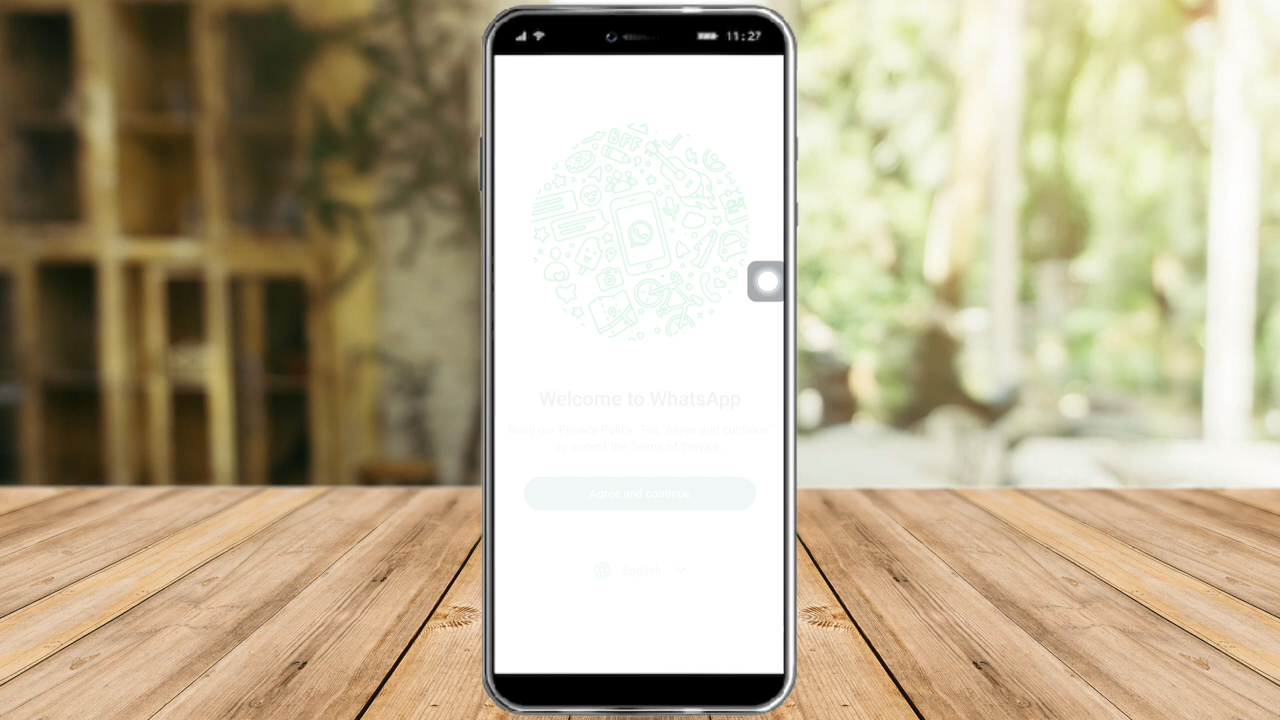 11:27
BFF
Welcome to WhatsApp
Read our Privacy Policy. Tap "Agree and continue"
to accept the Terms of Service.
Agree and continue
English